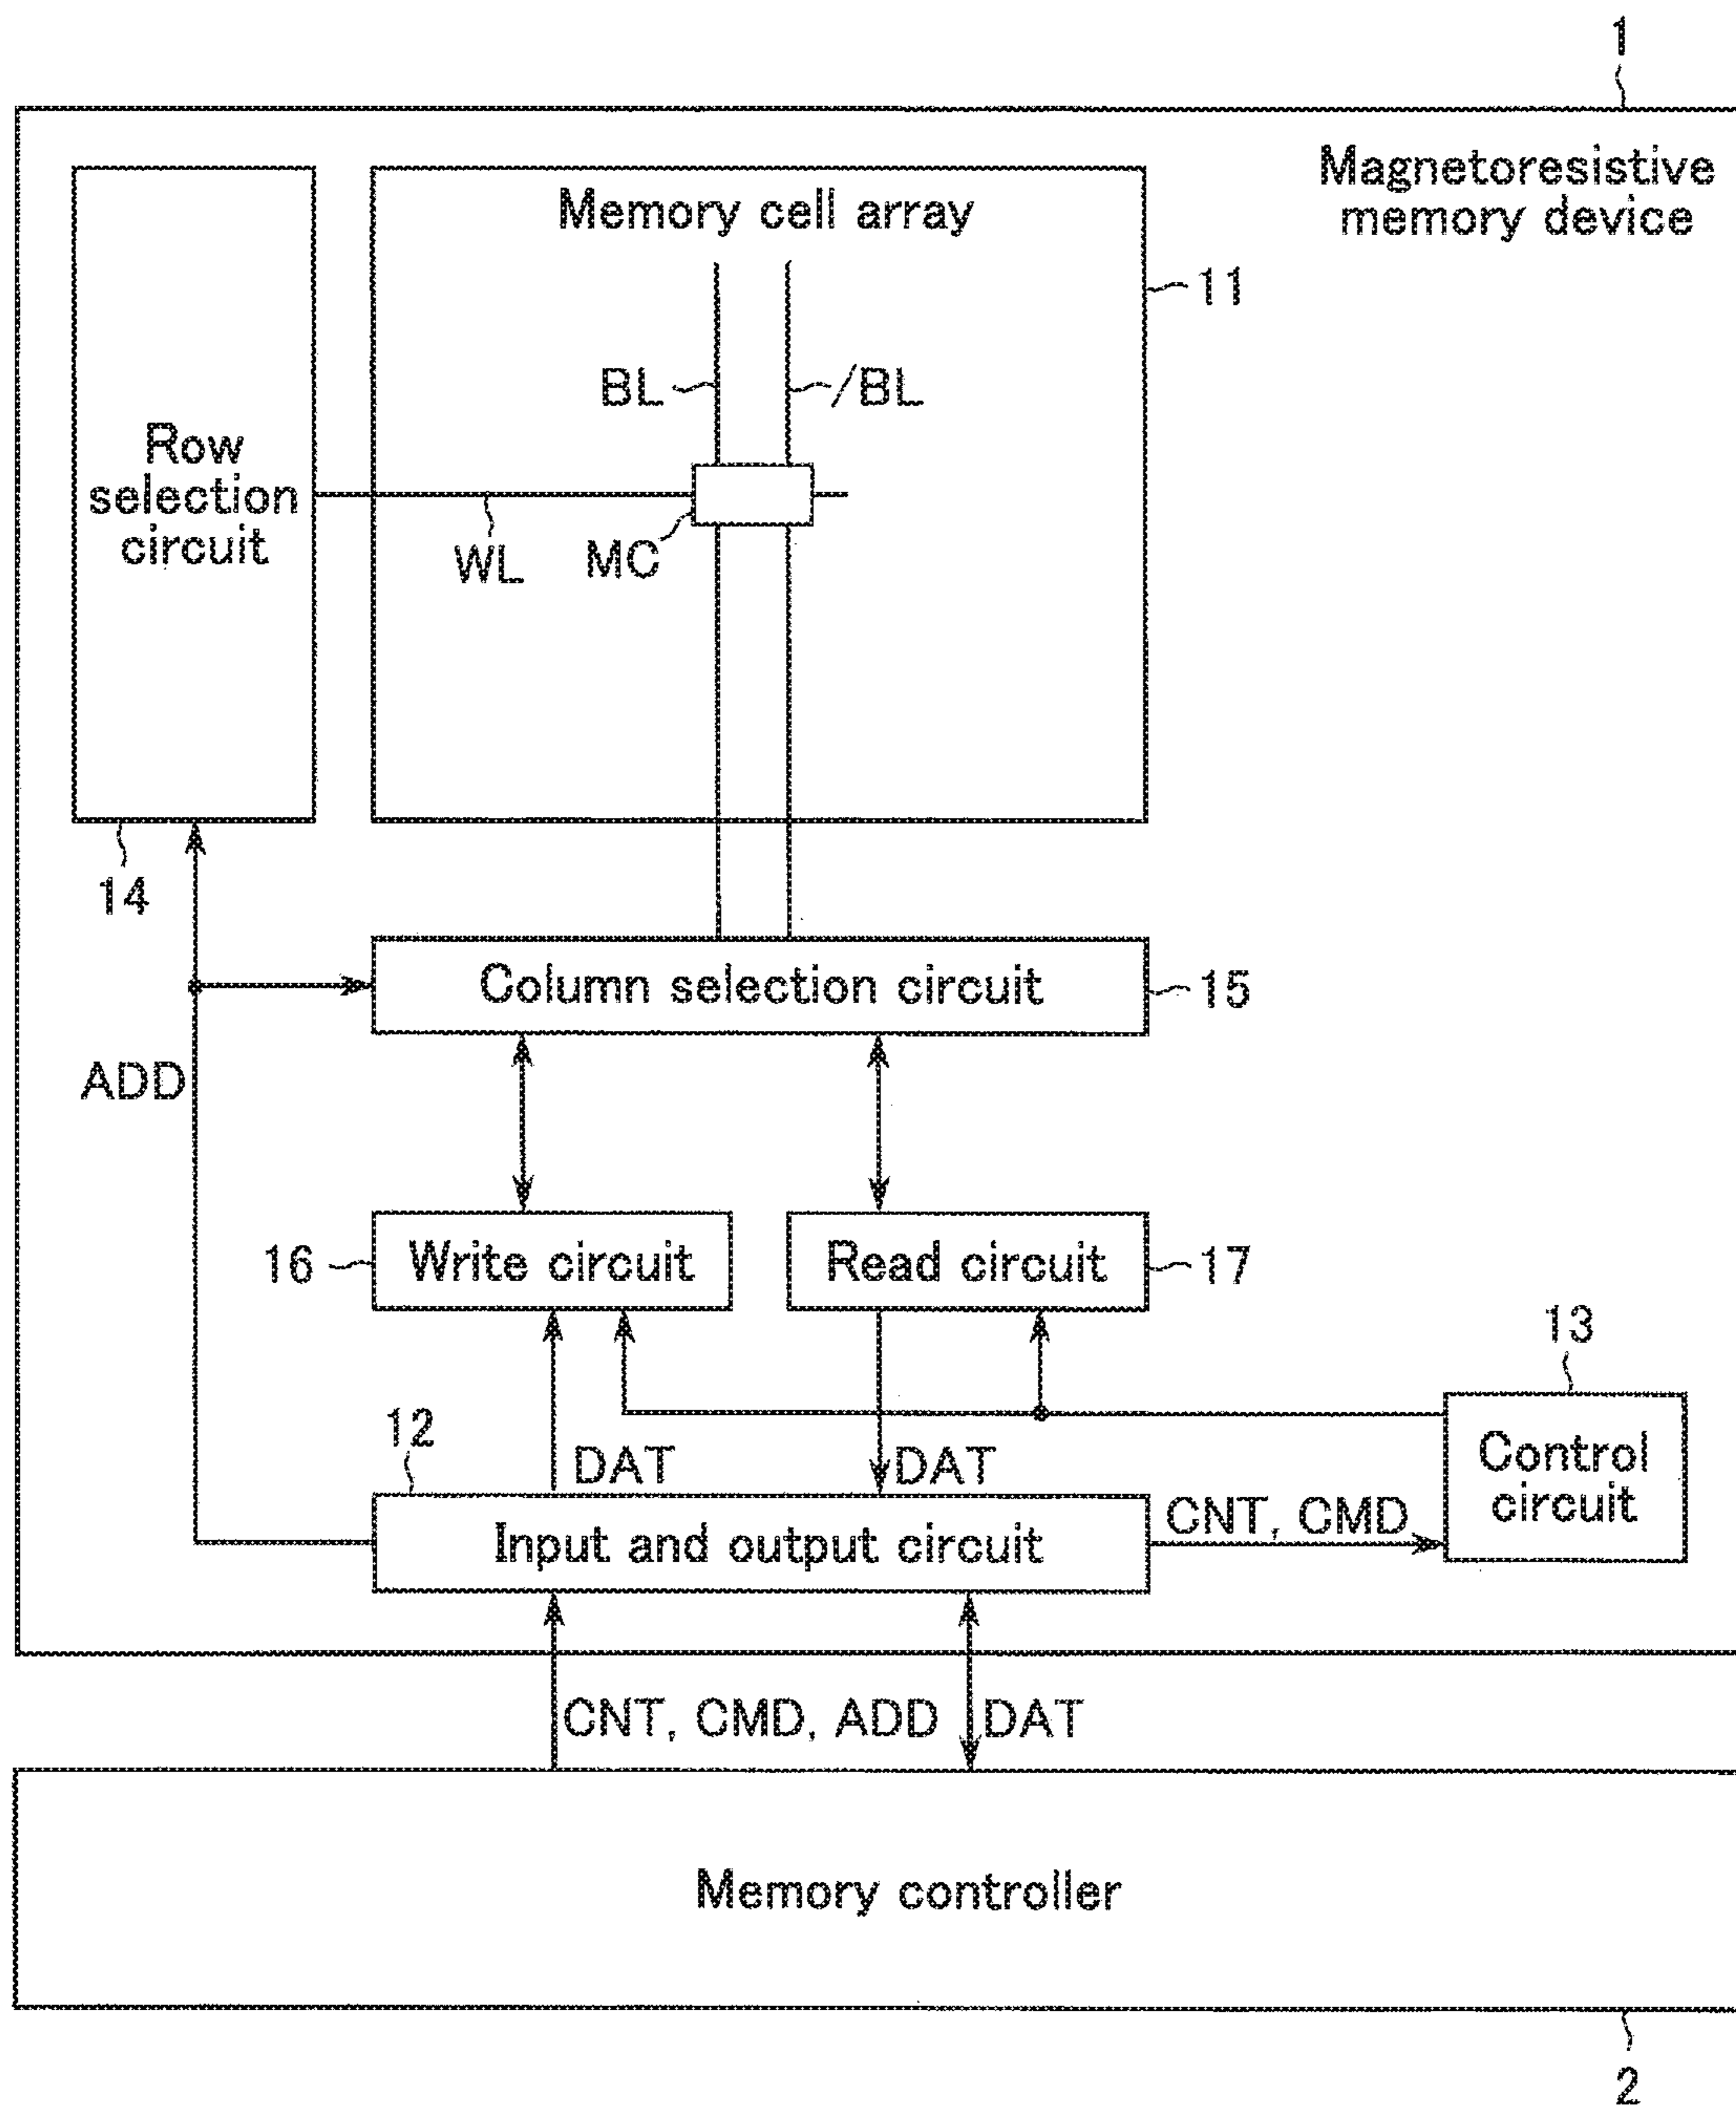 1
Magnetoresistive
memory device
Memory cell array
11
BL
/BL
Row
selection
circuit
WL
MC
14
Column selection circuit
15
ADD
16
Write circuit
Read circuit
17
13
12
DAT
DAT
Control
circuit
CNT, CMD
Input and output circuit
CNT, CMD, ADD
DAT
Memory controller
2